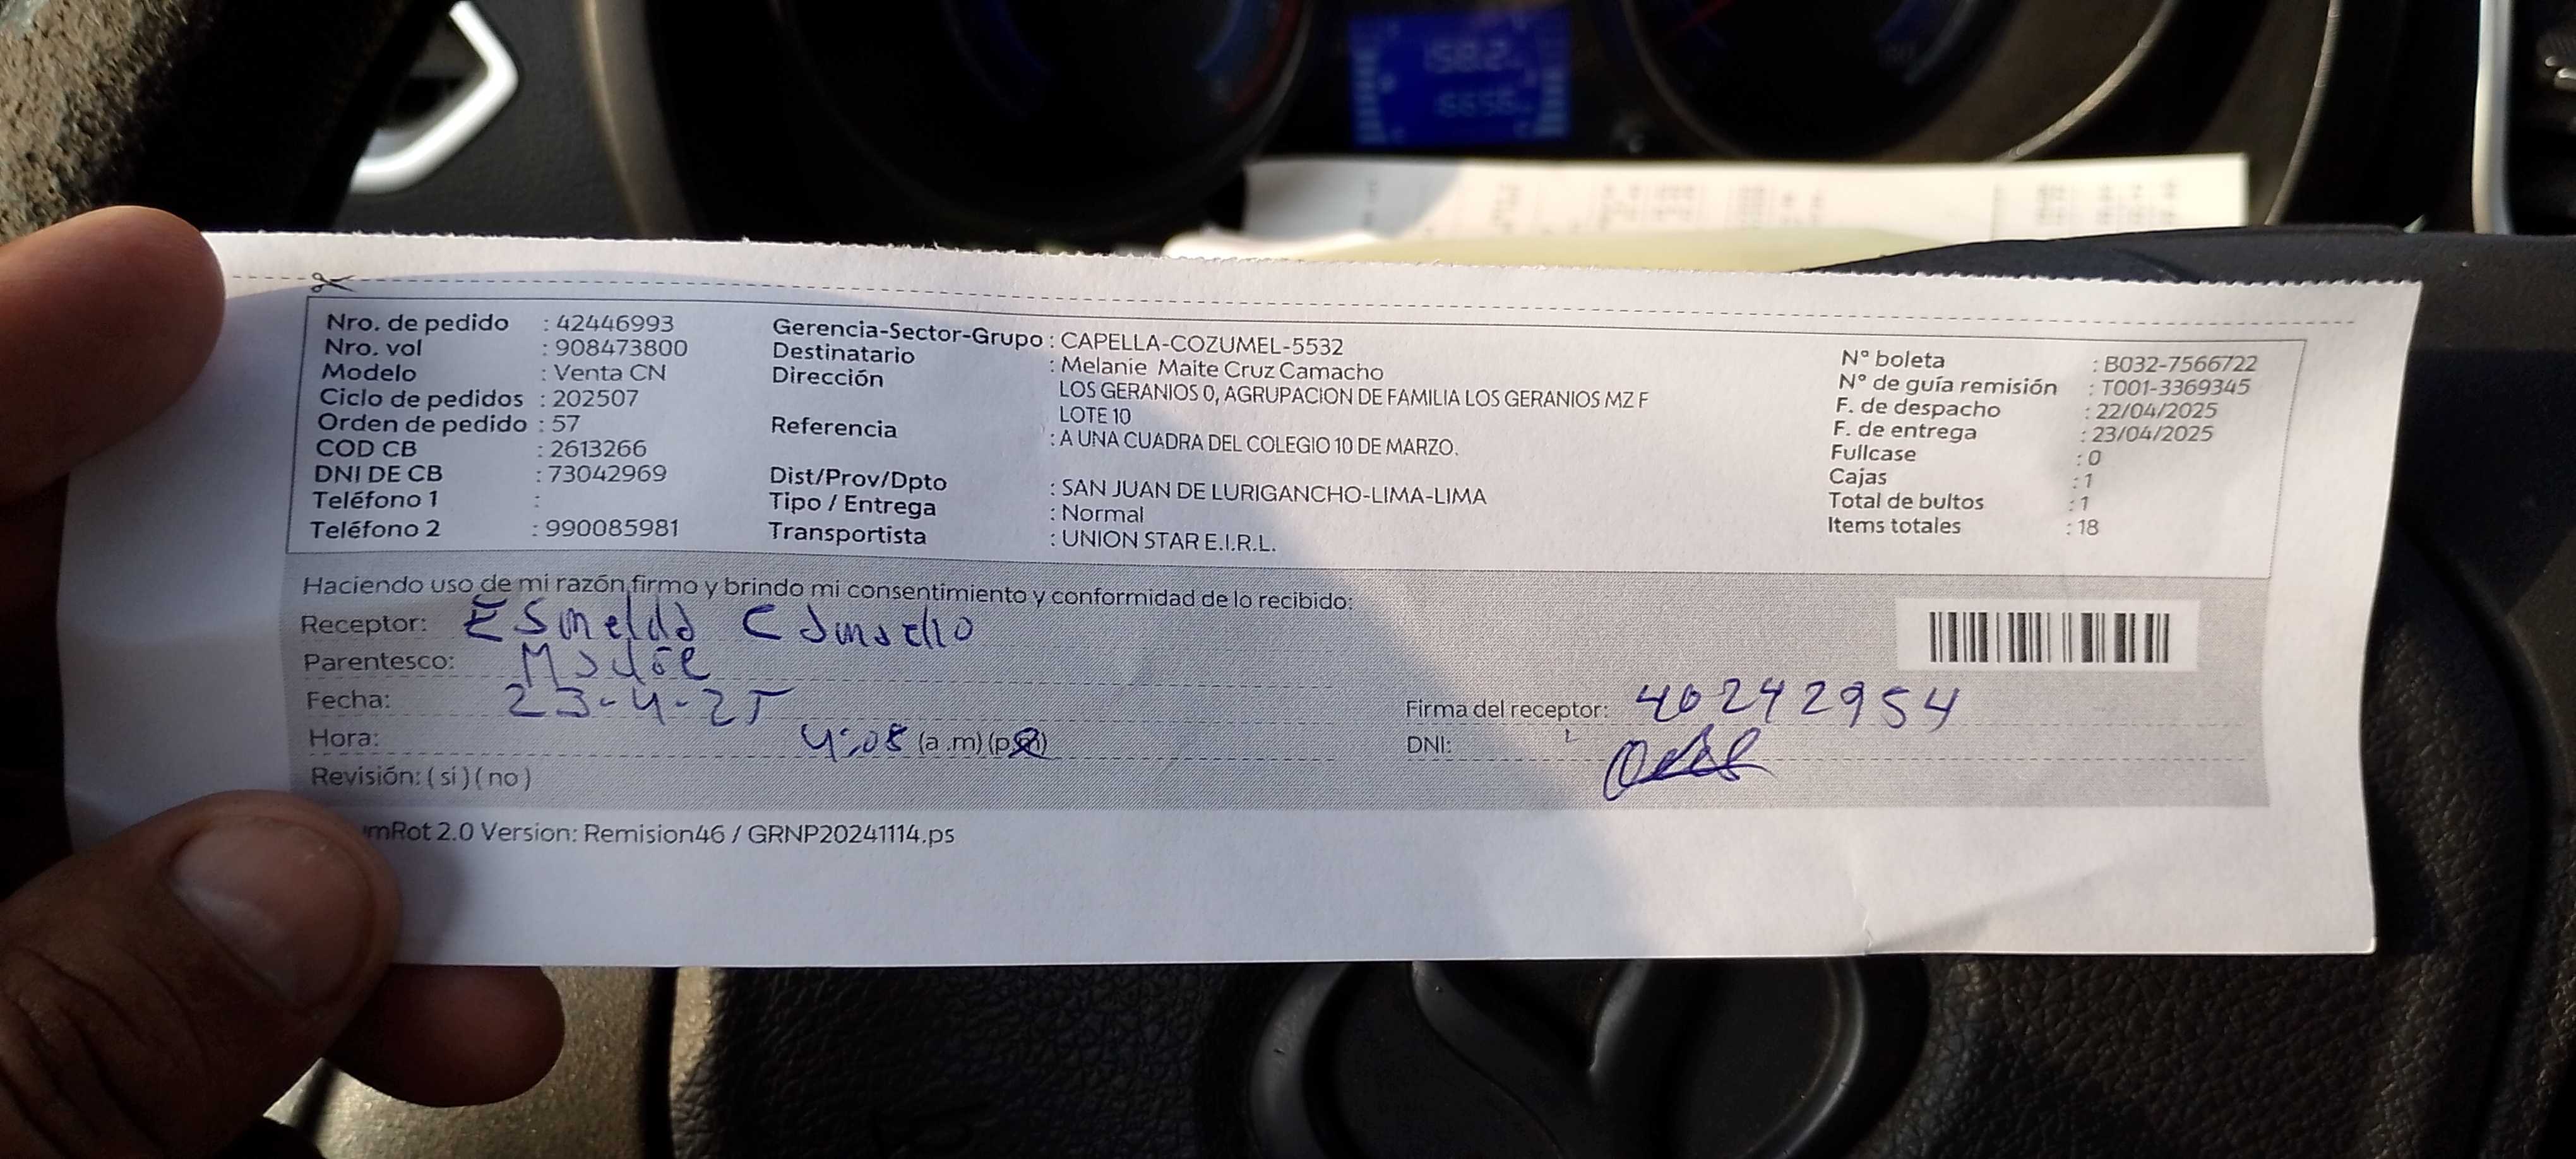 Nro. de pedido : 42446993
Nro. vol : 908473800
Modelo : Venta CN
Ciclo de pedidos : 202507
Orden de pedido : 57
COD CB : 2613266
DNI DE CB : 73042969
Teléfono 1 :
Teléfono 2 : 990085981
Gerencia-Sector-Grupo : CAPELLA-COZUMEL-5532
Destinatario : Melanie Maite Cruz Camacho
Dirección LOS GERANIOS 0, AGRUPACION DE FAMILIA LOS GERANIOS MZ F
LOTE 10
Referencia : A UNA CUADRA DEL COLEGIO 10 DE MARZO.
Dist/Prov/Dpto : SAN JUAN DE LURIGANCHO-LIMA-LIMA
Tipo / Entrega : Normal
Transportista : UNION STAR E.I.R.L.
N° boleta : B032-7566722
N° de guía remisión : T001-3369345
F. de despacho : 22/04/2025
F. de entrega : 23/04/2025
Fullcase : 0
Cajas : 1
Total de bultos : 1
Items totales : 18
Haciendo uso de mi razón,firmo y brindo mi consentimiento y conformidad de lo recibido:
Receptor: Esmelda Camacho
Parentesco: Madre
Fecha: 23-4-25
Hora: 4:08 (a.m) (p.m)
Revisión: ( si ) ( no )
Firma del receptor: 40242954
DNI:
mRot 2.0 Version: Remision46 / GRNP20241114.ps